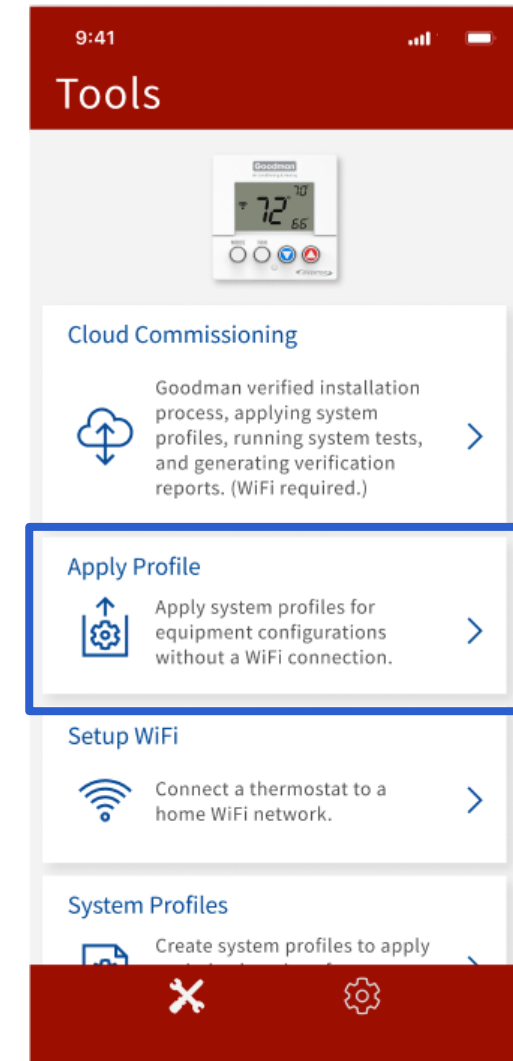 9:41
Tools
Goodman
72
70
66
MODE
FAN
Cloud Commissioning
Goodman verified installation
process, applying system
profiles, running system tests,
and generating verification
reports. (WiFi required.)
Apply Profile
Apply system profiles for
equipment configurations
without a WiFi connection.
Setup WiFi
Connect a thermostat to a
home WiFi network.
System Profiles
Create system profiles to apply